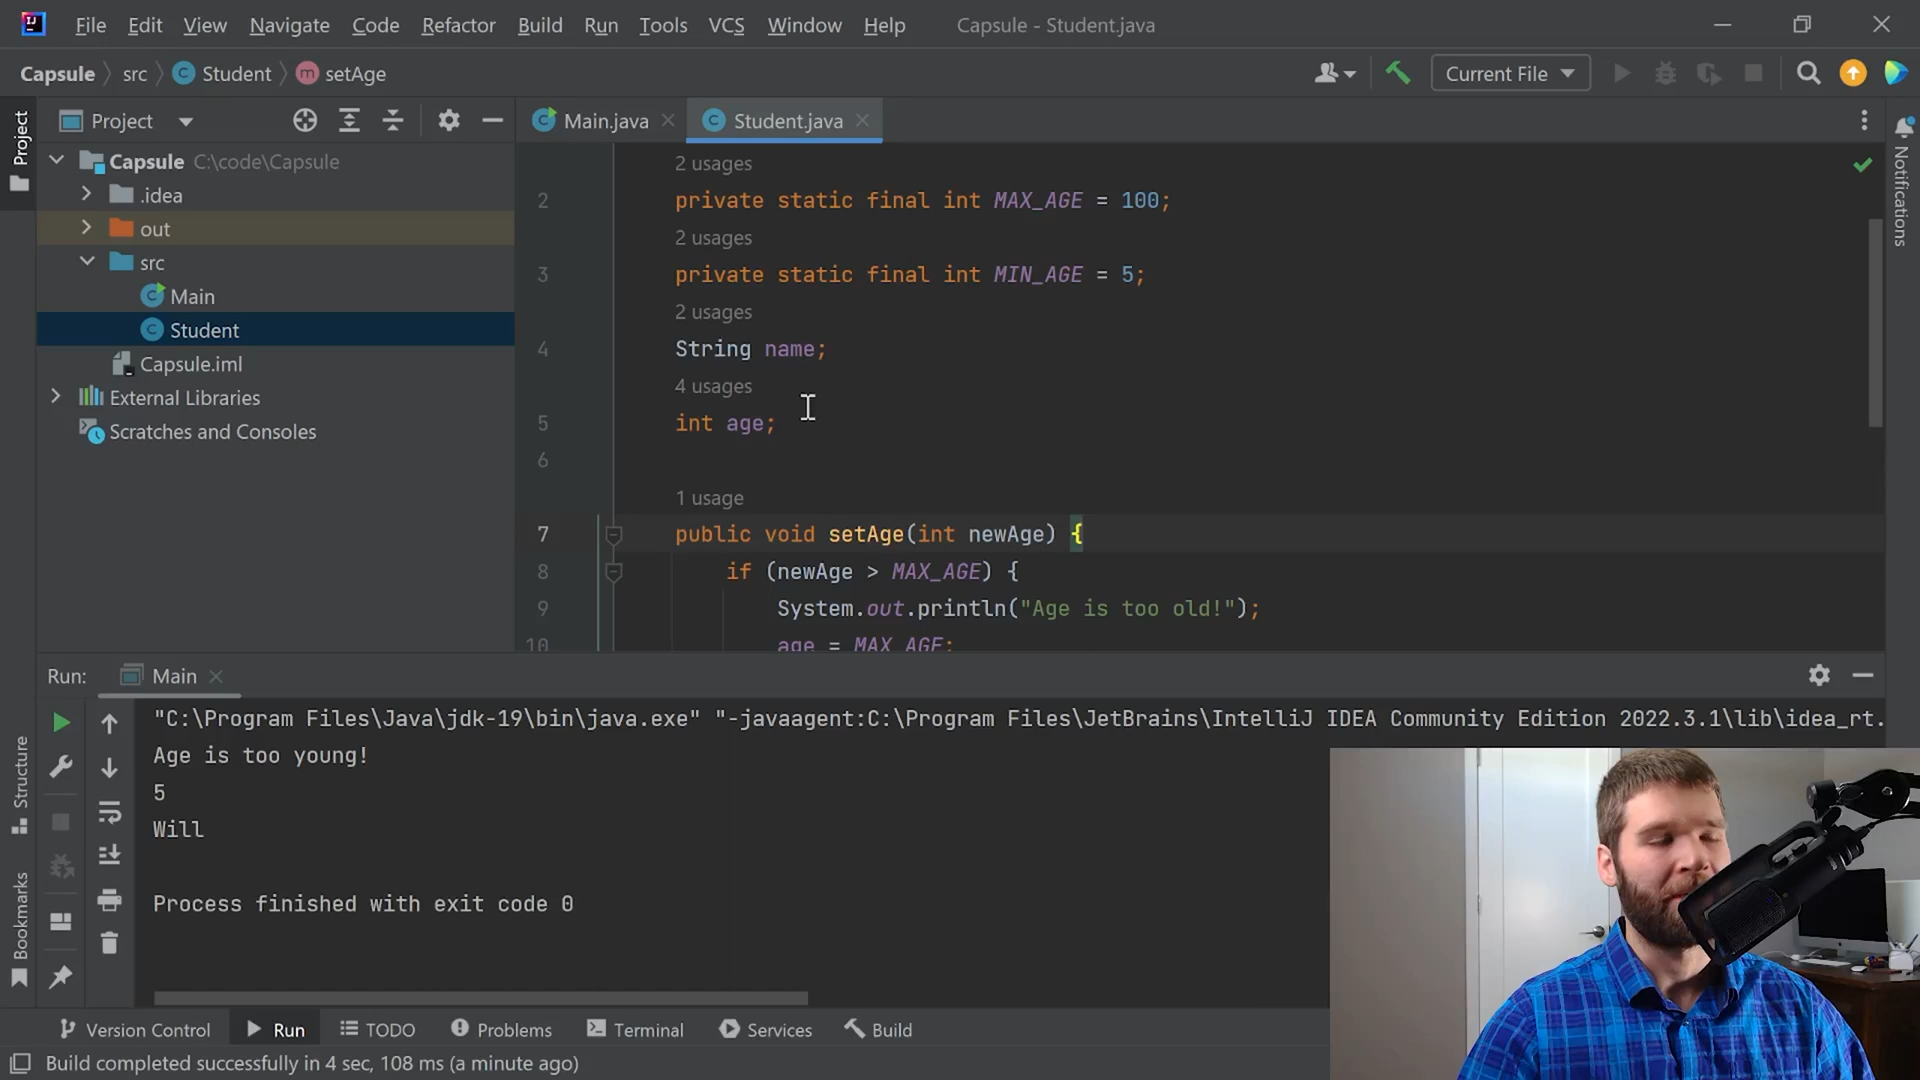 File Edit View Navigate Code Refactor Build Run Tools VCS Window Help Capsule - Student.java
Capsule src Student setAge Current File
Project
Project
Main.java
Student.java
Capsule C:\code\Capsule
.idea
out
src
Main
Student
Capsule.iml
External Libraries
Scratches and Consoles
2 usages
2 private static final int MAX_AGE = 100;
2 usages
3 private static final int MIN_AGE = 5;
2 usages
4 String name;
4 usages
5 int age;
6
1 usage
7 public void setAge(int newAge) {
8 if (newAge > MAX_AGE) {
9 System.out.println("Age is too old!");
10 age = MAX_AGE;
Notifications
Run: Main
"C:\Program Files\Java\jdk-19\bin\java.exe" "-javaagent:C:\Program Files\JetBrains\IntelliJ IDEA Community Edition 2022.3.1\lib\idea_rt.
Age is too young!
5
Will
Process finished with exit code 0
Structure
Bookmarks
Version Control Run TODO Problems Terminal Services Build
Build completed successfully in 4 sec, 108 ms (a minute ago)